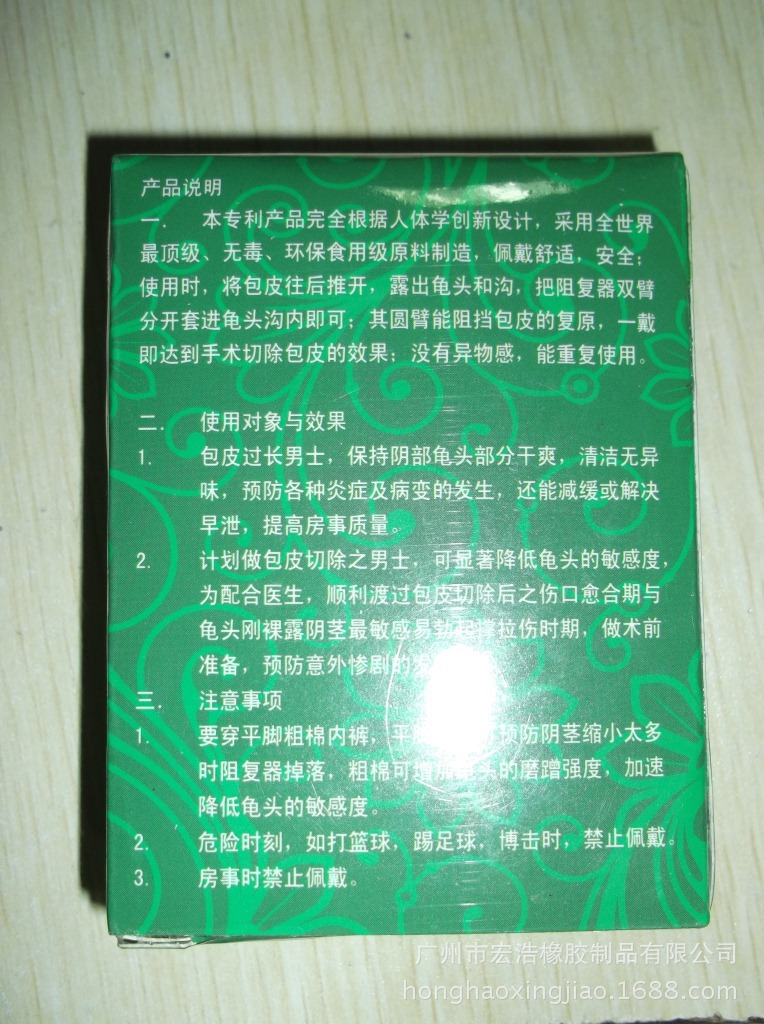 产品说明
一. 本专利产品完全根据人体学创新设计，采用全世界
最顶级、无毒、环保食用级原料制造，佩戴舒适，安全；
使用时，将包皮往后推开，露出龟头和沟，把阻复器双臂
分开套进龟头沟内即可；其圆臂能阻挡包皮的复原，一戴
即达到手术切除包皮的效果；没有异物感，能重复使用。
二. 使用对象与效果
1. 包皮过长男士，保持阴部龟头部分干爽，清洁无异
味，预防各种炎症及病变的发生，还能减缓或解决
早泄，提高房事质量。
2. 计划做包皮切除之男士，可显著降低龟头的敏感度，
为配合医生，顺利渡过包皮切除后之伤口愈合期与
龟头刚裸露阴茎最敏感易勃起撑拉伤时期，做术前
准备，预防意外惨剧的发
三. 注意事项
1. 要穿平脚粗棉内裤，平脚 预防阴茎缩小太多
时阻复器掉落，粗棉可增加龟头的磨蹭强度，加速
降低龟头的敏感度。
2. 危险时刻，如打篮球，踢足球，博击时，禁止佩戴。
3. 房事时禁止佩戴。
广州市宏浩橡胶制品有限公司
honghaoxingjiao.1688.com